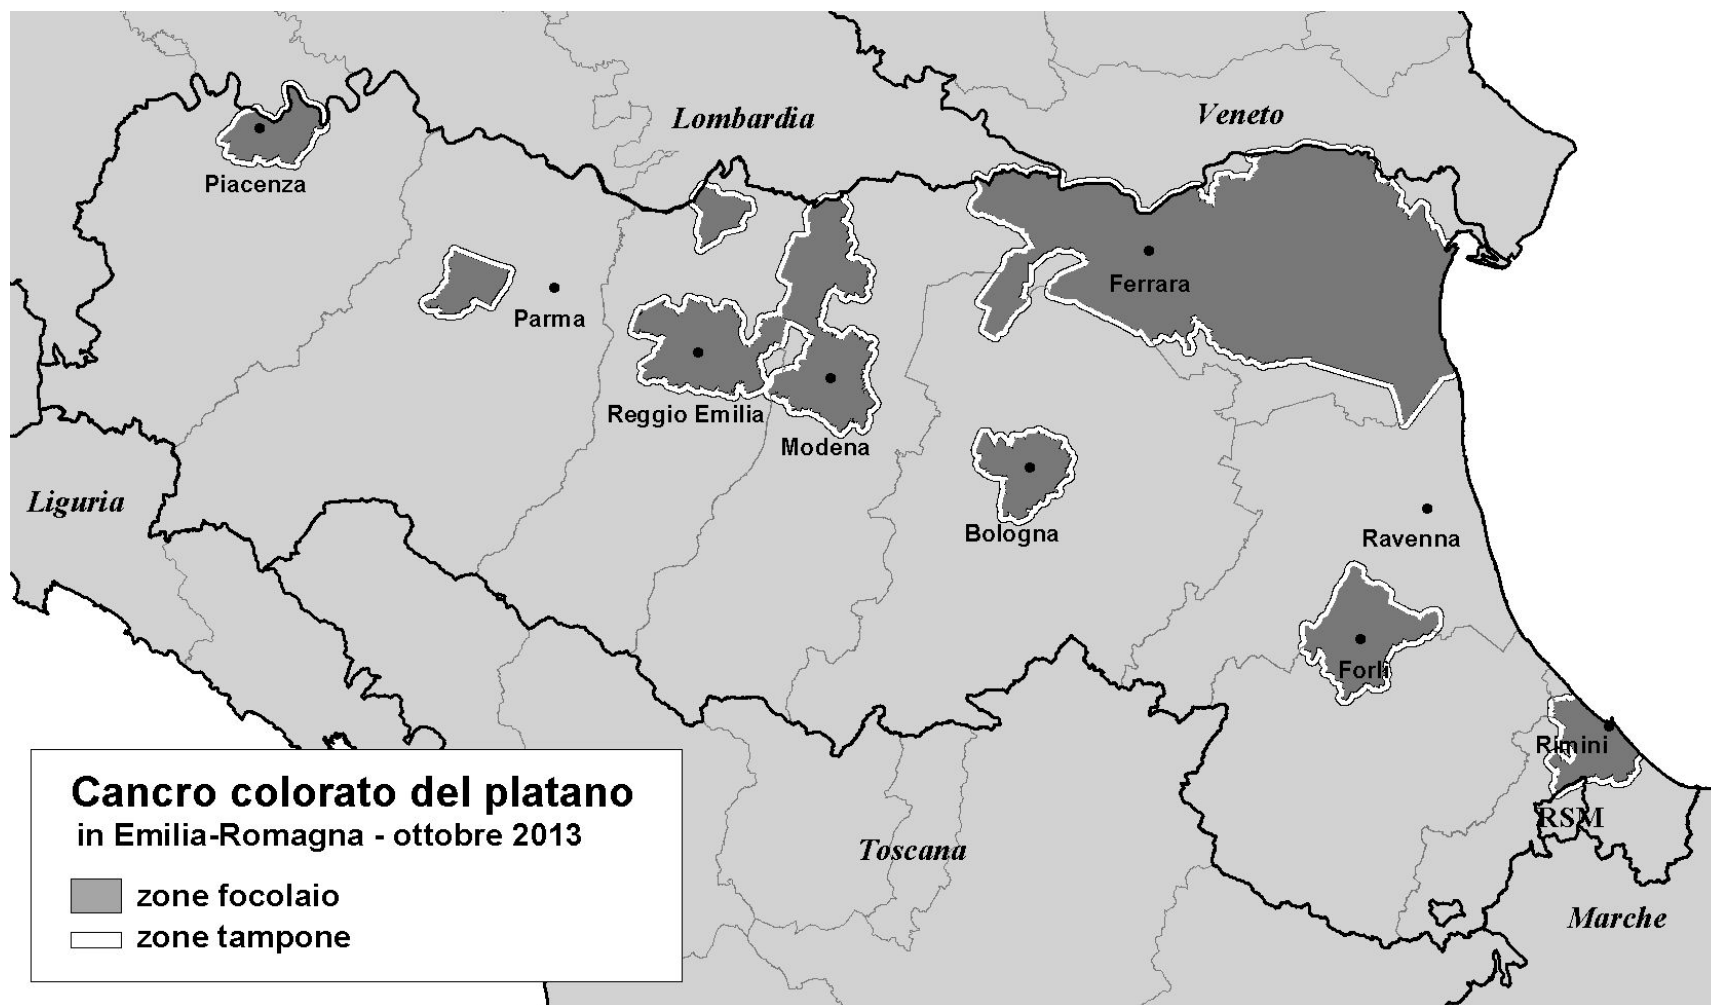 Lombardia
Veneto
Piacenza
Parma
Ferrara
Reggio Emilia
Modena
Liguria
Bologna
Ravenna
Forlì
Rimini
RSM
Toscana
Marche
Cancro colorato del platano
in Emilia-Romagna - ottobre 2013
zone focolaio
zone tampone